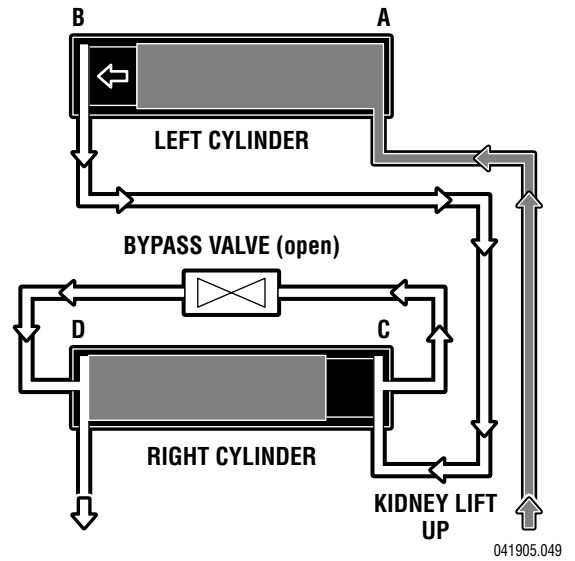 B A
LEFT CYLINDER
BYPASS VALVE (open)
D C
RIGHT CYLINDER
KIDNEY LIFT
UP
041905.049